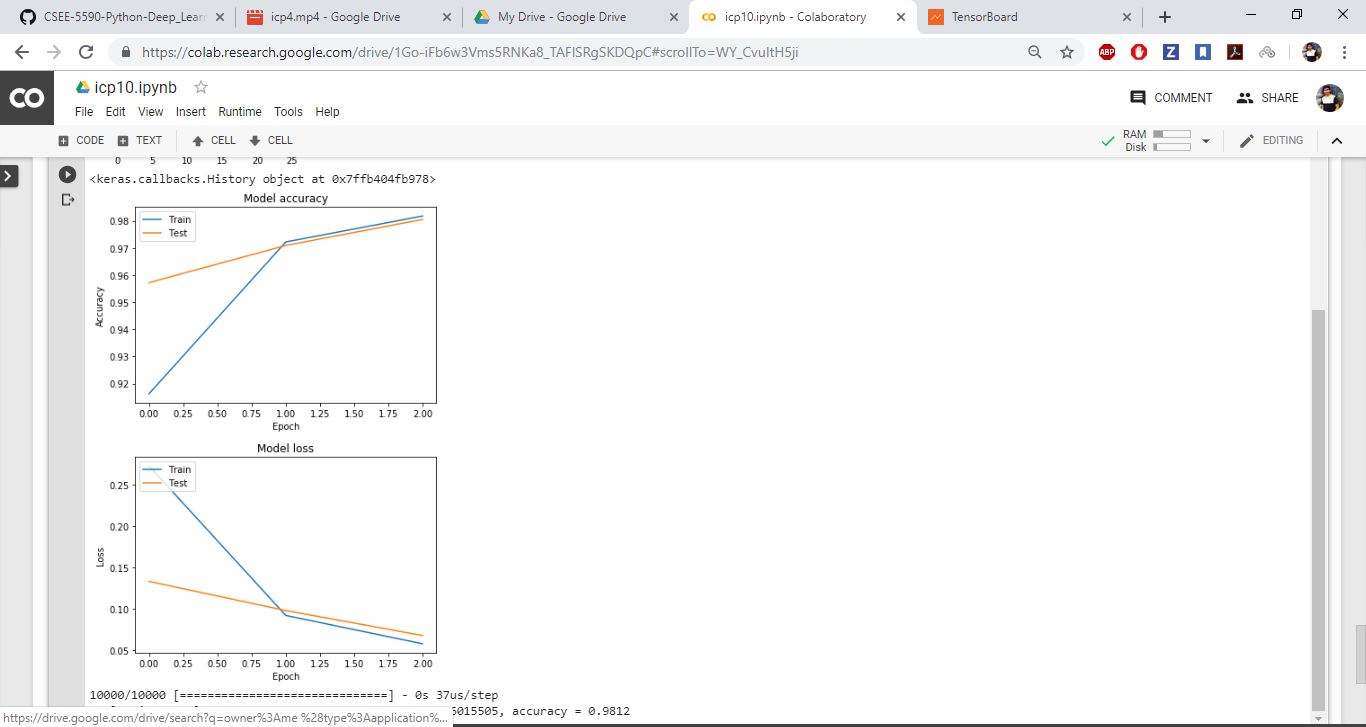 CSEE-5590-Python-Deep_Lear
icp4.mp4 - Google Drive
My Drive - Google Drive
icp10.ipynb - Colaboratory
TensorBoard
https://colab.research.google.com/drive/1Go-iFb6w3Vms5RNKa8_TAFlSRgSKDQpC#scrollTo=WY_CvuItH5ji
ABP
Z
CO
icp10.ipynb
File Edit View Insert Runtime Tools Help
COMMENT
SHARE
CODE
TEXT
CELL
CELL
RAM
Disk
EDITING
0 5 10 15 20 25
<keras.callbacks.History object at 0x7ffb404fb978>
Model accuracy
Train
Test
0.98
0.97
0.96
0.95
0.94
0.93
0.92
Accuracy
0.00 0.25 0.50 0.75 1.00 1.25 1.50 1.75 2.00
Epoch
Model loss
Train
Test
0.25
0.20
0.15
0.10
0.05
Loss
0.00 0.25 0.50 0.75 1.00 1.25 1.50 1.75 2.00
Epoch
10000/10000 [==============================] - 0s 37us/step
5015505, accuracy = 0.9812
https://drive.google.com/drive/search?q=owner%3Ame %28type%3Aapplication%...